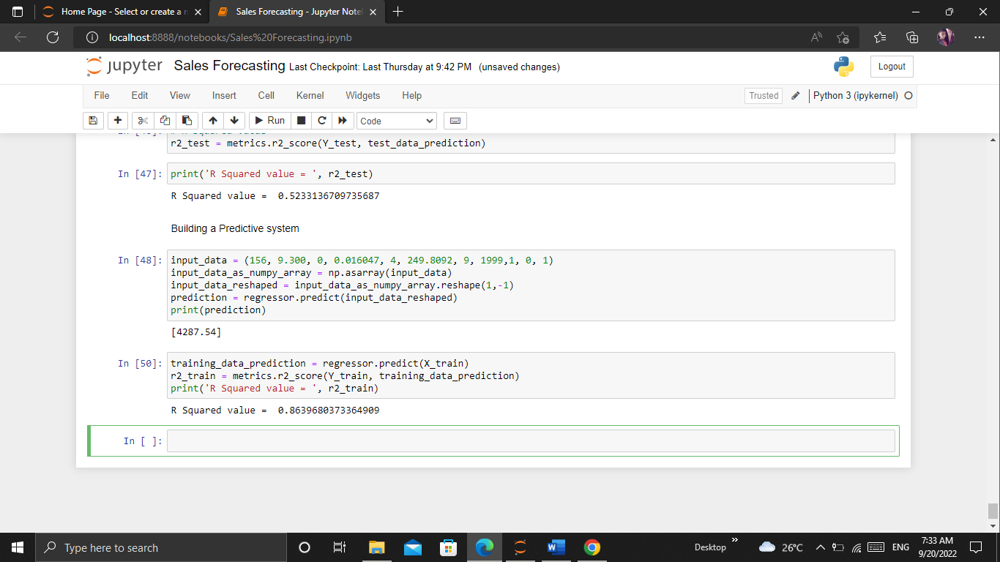 Home Page - Select or create a n
Sales Forecasting - Jupyter Note
localhost:8888/notebooks/Sales%20Forecasting.ipynb
jupyter Sales Forecasting Last Checkpoint: Last Thursday at 9:42 PM (unsaved changes)
Logout
File Edit View Insert Cell Kernel Widgets Help
Trusted
Python 3 (ipykernel)
Run
Code
r2_test = metrics.r2_score(Y_test, test_data_prediction)
In [47]: print('R Squared value = ', r2_test)
R Squared value =  0.5233136709735687
Building a Predictive system
In [48]: input_data = (156, 9.300, 0, 0.016047, 4, 249.8092, 9, 1999,1, 0, 1)
input_data_as_numpy_array = np.asarray(input_data)
input_data_reshaped = input_data_as_numpy_array.reshape(1,-1)
prediction = regressor.predict(input_data_reshaped)
print(prediction)
[4287.54]
In [50]: training_data_prediction = regressor.predict(X_train)
r2_train = metrics.r2_score(Y_train, training_data_prediction)
print('R Squared value = ', r2_train)
R Squared value =  0.8639680373364909
In [ ]:
Type here to search
Desktop
26°C
ENG
7:33 AM
9/20/2022